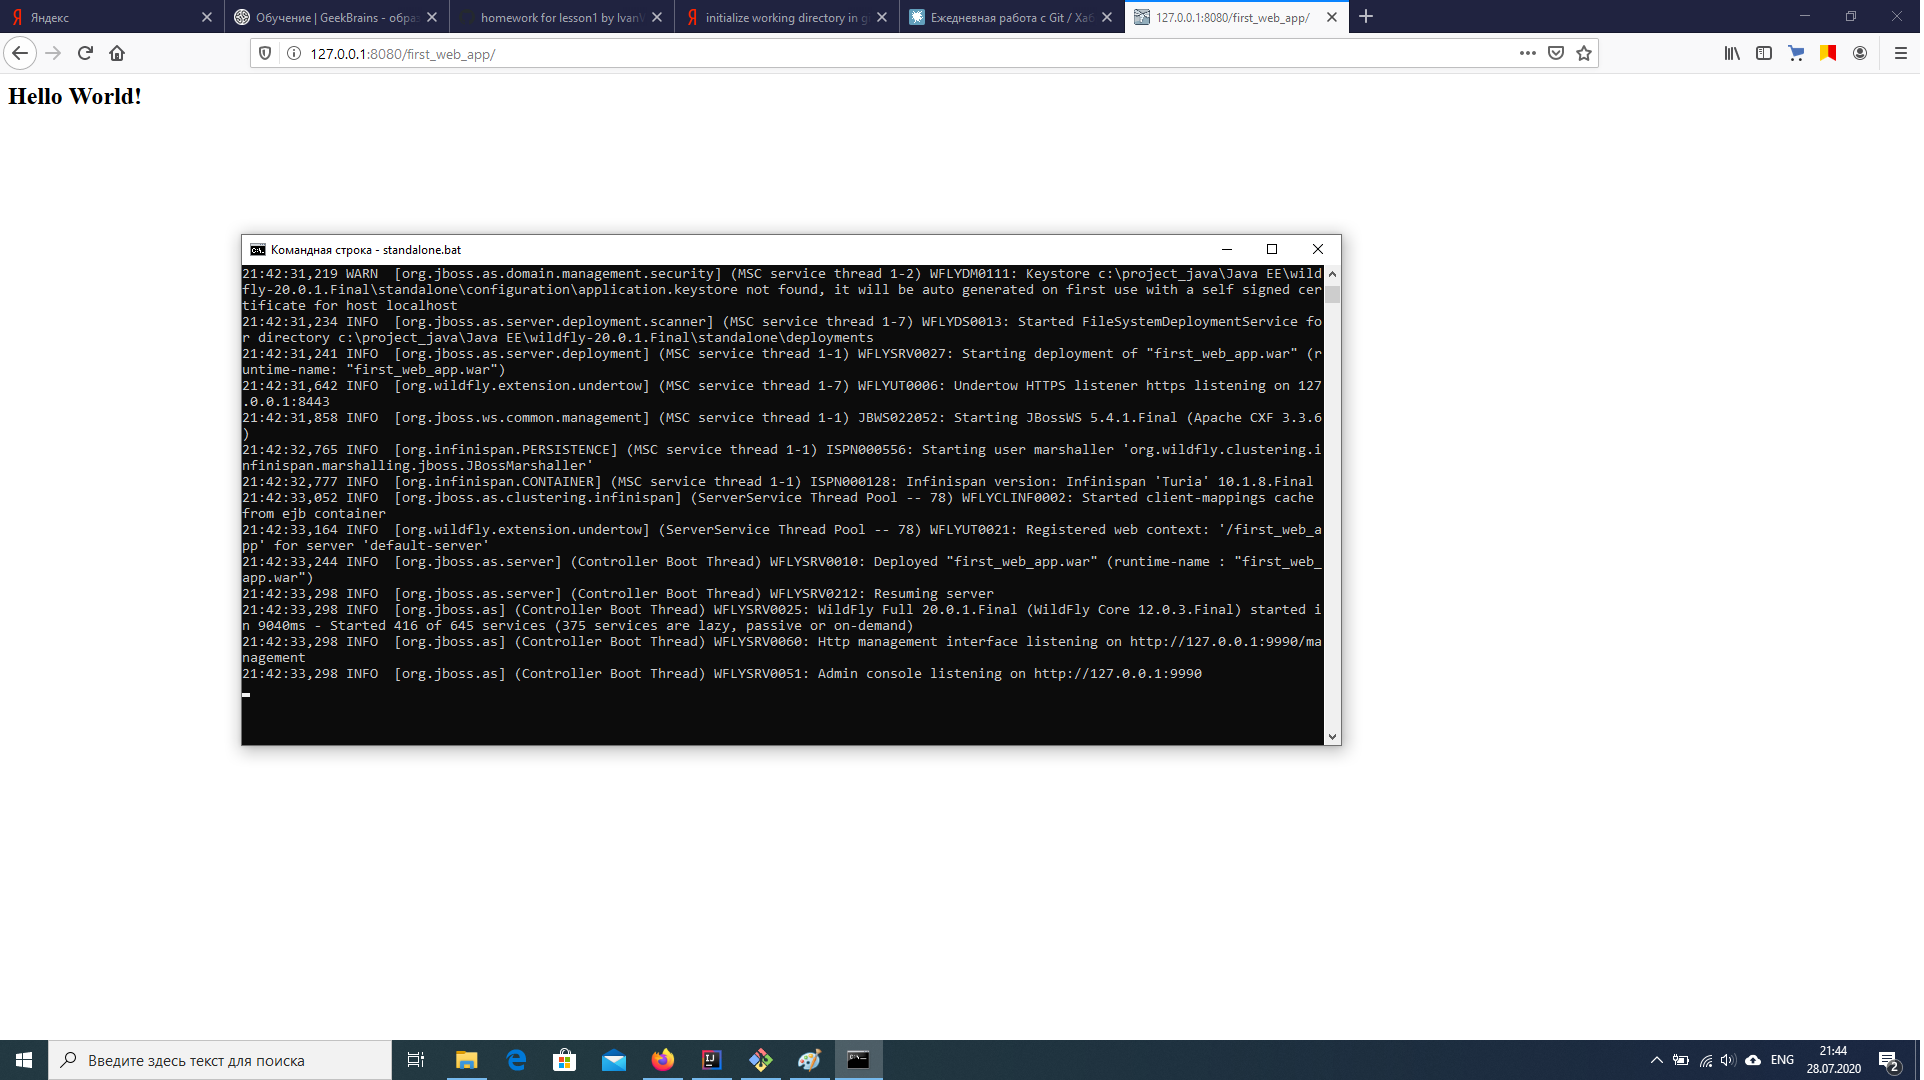 Яндекс
Обучение | GeekBrains - обра
homework for lesson1 by IvanV
initialize working directory in g
Ежедневная работа с Git / Хаб
127.0.0.1:8080/first_web_app/
127.0.0.1:8080/first_web_app/
Hello World!
Командная строка - standalone.bat
21:42:31,219 WARN  [org.jboss.as.domain.management.security] (MSC service thread 1-2) WFLYDM0111: Keystore c:\project_java\Java EE\wild
fly-20.0.1.Final\standalone\configuration\application.keystore not found, it will be auto generated on first use with a self signed cer
tificate for host localhost
21:42:31,234 INFO  [org.jboss.as.server.deployment.scanner] (MSC service thread 1-7) WFLYDS0013: Started FileSystemDeploymentService fo
r directory c:\project_java\Java EE\wildfly-20.0.1.Final\standalone\deployments
21:42:31,241 INFO  [org.jboss.as.server.deployment] (MSC service thread 1-1) WFLYSRV0027: Starting deployment of "first_web_app.war" (r
untime-name: "first_web_app.war")
21:42:31,642 INFO  [org.wildfly.extension.undertow] (MSC service thread 1-7) WFLYUT0006: Undertow HTTPS listener https listening on 127
.0.0.1:8443
21:42:31,858 INFO  [org.jboss.ws.common.management] (MSC service thread 1-1) JBWS022052: Starting JBossWS 5.4.1.Final (Apache CXF 3.3.6
)
21:42:32,765 INFO  [org.infinispan.PERSISTENCE] (MSC service thread 1-1) ISPN000556: Starting user marshaller 'org.wildfly.clustering.i
nfinispan.marshalling.jboss.JBossMarshaller'
21:42:32,777 INFO  [org.infinispan.CONTAINER] (MSC service thread 1-1) ISPN000128: Infinispan version: Infinispan 'Turia' 10.1.8.Final
21:42:33,052 INFO  [org.jboss.as.clustering.infinispan] (ServerService Thread Pool -- 78) WFLYCLINF0002: Started client-mappings cache
from ejb container
21:42:33,164 INFO  [org.wildfly.extension.undertow] (ServerService Thread Pool -- 78) WFLYUT0021: Registered web context: '/first_web_a
pp' for server 'default-server'
21:42:33,244 INFO  [org.jboss.as.server] (Controller Boot Thread) WFLYSRV0010: Deployed "first_web_app.war" (runtime-name : "first_web_
app.war")
21:42:33,298 INFO  [org.jboss.as.server] (Controller Boot Thread) WFLYSRV0212: Resuming server
21:42:33,298 INFO  [org.jboss.as] (Controller Boot Thread) WFLYSRV0025: WildFly Full 20.0.1.Final (WildFly Core 12.0.3.Final) started i
n 9040ms - Started 416 of 645 services (375 services are lazy, passive or on-demand)
21:42:33,298 INFO  [org.jboss.as] (Controller Boot Thread) WFLYSRV0060: Http management interface listening on http://127.0.0.1:9990/ma
nagement
21:42:33,298 INFO  [org.jboss.as] (Controller Boot Thread) WFLYSRV0051: Admin console listening on http://127.0.0.1:9990
Введите здесь текст для поиска
ENG
21:44
28.07.2020
2